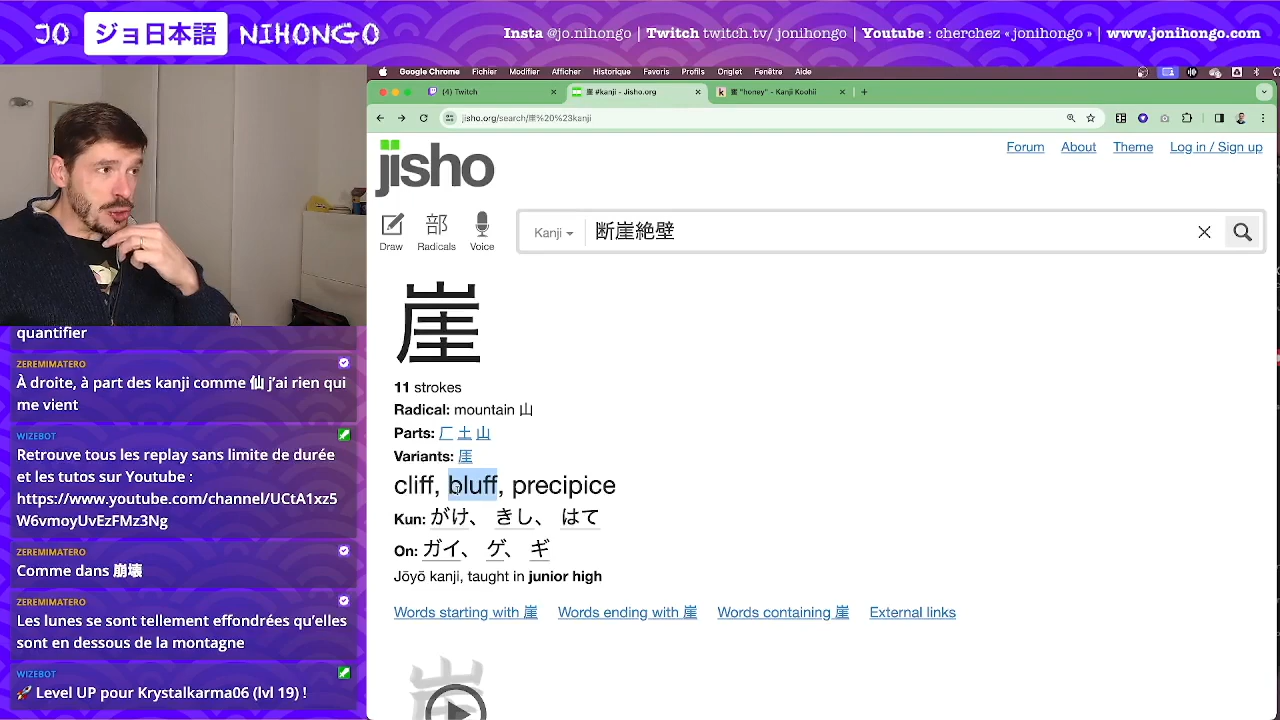 JO ジョ日本語 NIHONGO
Insta @jo.nihongo | Twitch twitch.tv/jonihongo | Youtube : cherchez « jonihongo » | www.jonihongo.com
Google Chrome Fichier Modifier Afficher Historique Favoris Profils Onglet Fenêtre Aide
(4) Twitch
崖 #kanji - Jisho.org
崖 "honey" - Kanji Koohii
jisho.org/search/崖%20%23kanji
jisho
Forum About Theme Log in / Sign up
Draw Radicals Voice
Kanji 断崖絶壁
崖
11 strokes
Radical: mountain 山
Parts: 厂 土 山
Variants: 崕
cliff, bluff, precipice
Kun: がけ、 きし、 はて
On: ガイ、 ゲ、 ギ
Jōyō kanji, taught in junior high
Words starting with 崖 Words ending with 崖 Words containing 崖 External links
quantifier
ZEREMIMATERO
À droite, à part des kanji comme 仙 j’ai rien qui
me vient
WIZEBOT
Retrouve tous les replay sans limite de durée
et les tutos sur Youtube :
https://www.youtube.com/channel/UCtA1xz5
W6vmoyUvEzFMz3Ng
ZEREMIMATERO
Comme dans 崩壊
ZEREMIMATERO
Les lunes se sont tellement effondrées qu’elles
sont en dessous de la montagne
WIZEBOT
🚀 Level UP pour Krystalkarma06 (lvl 19) !